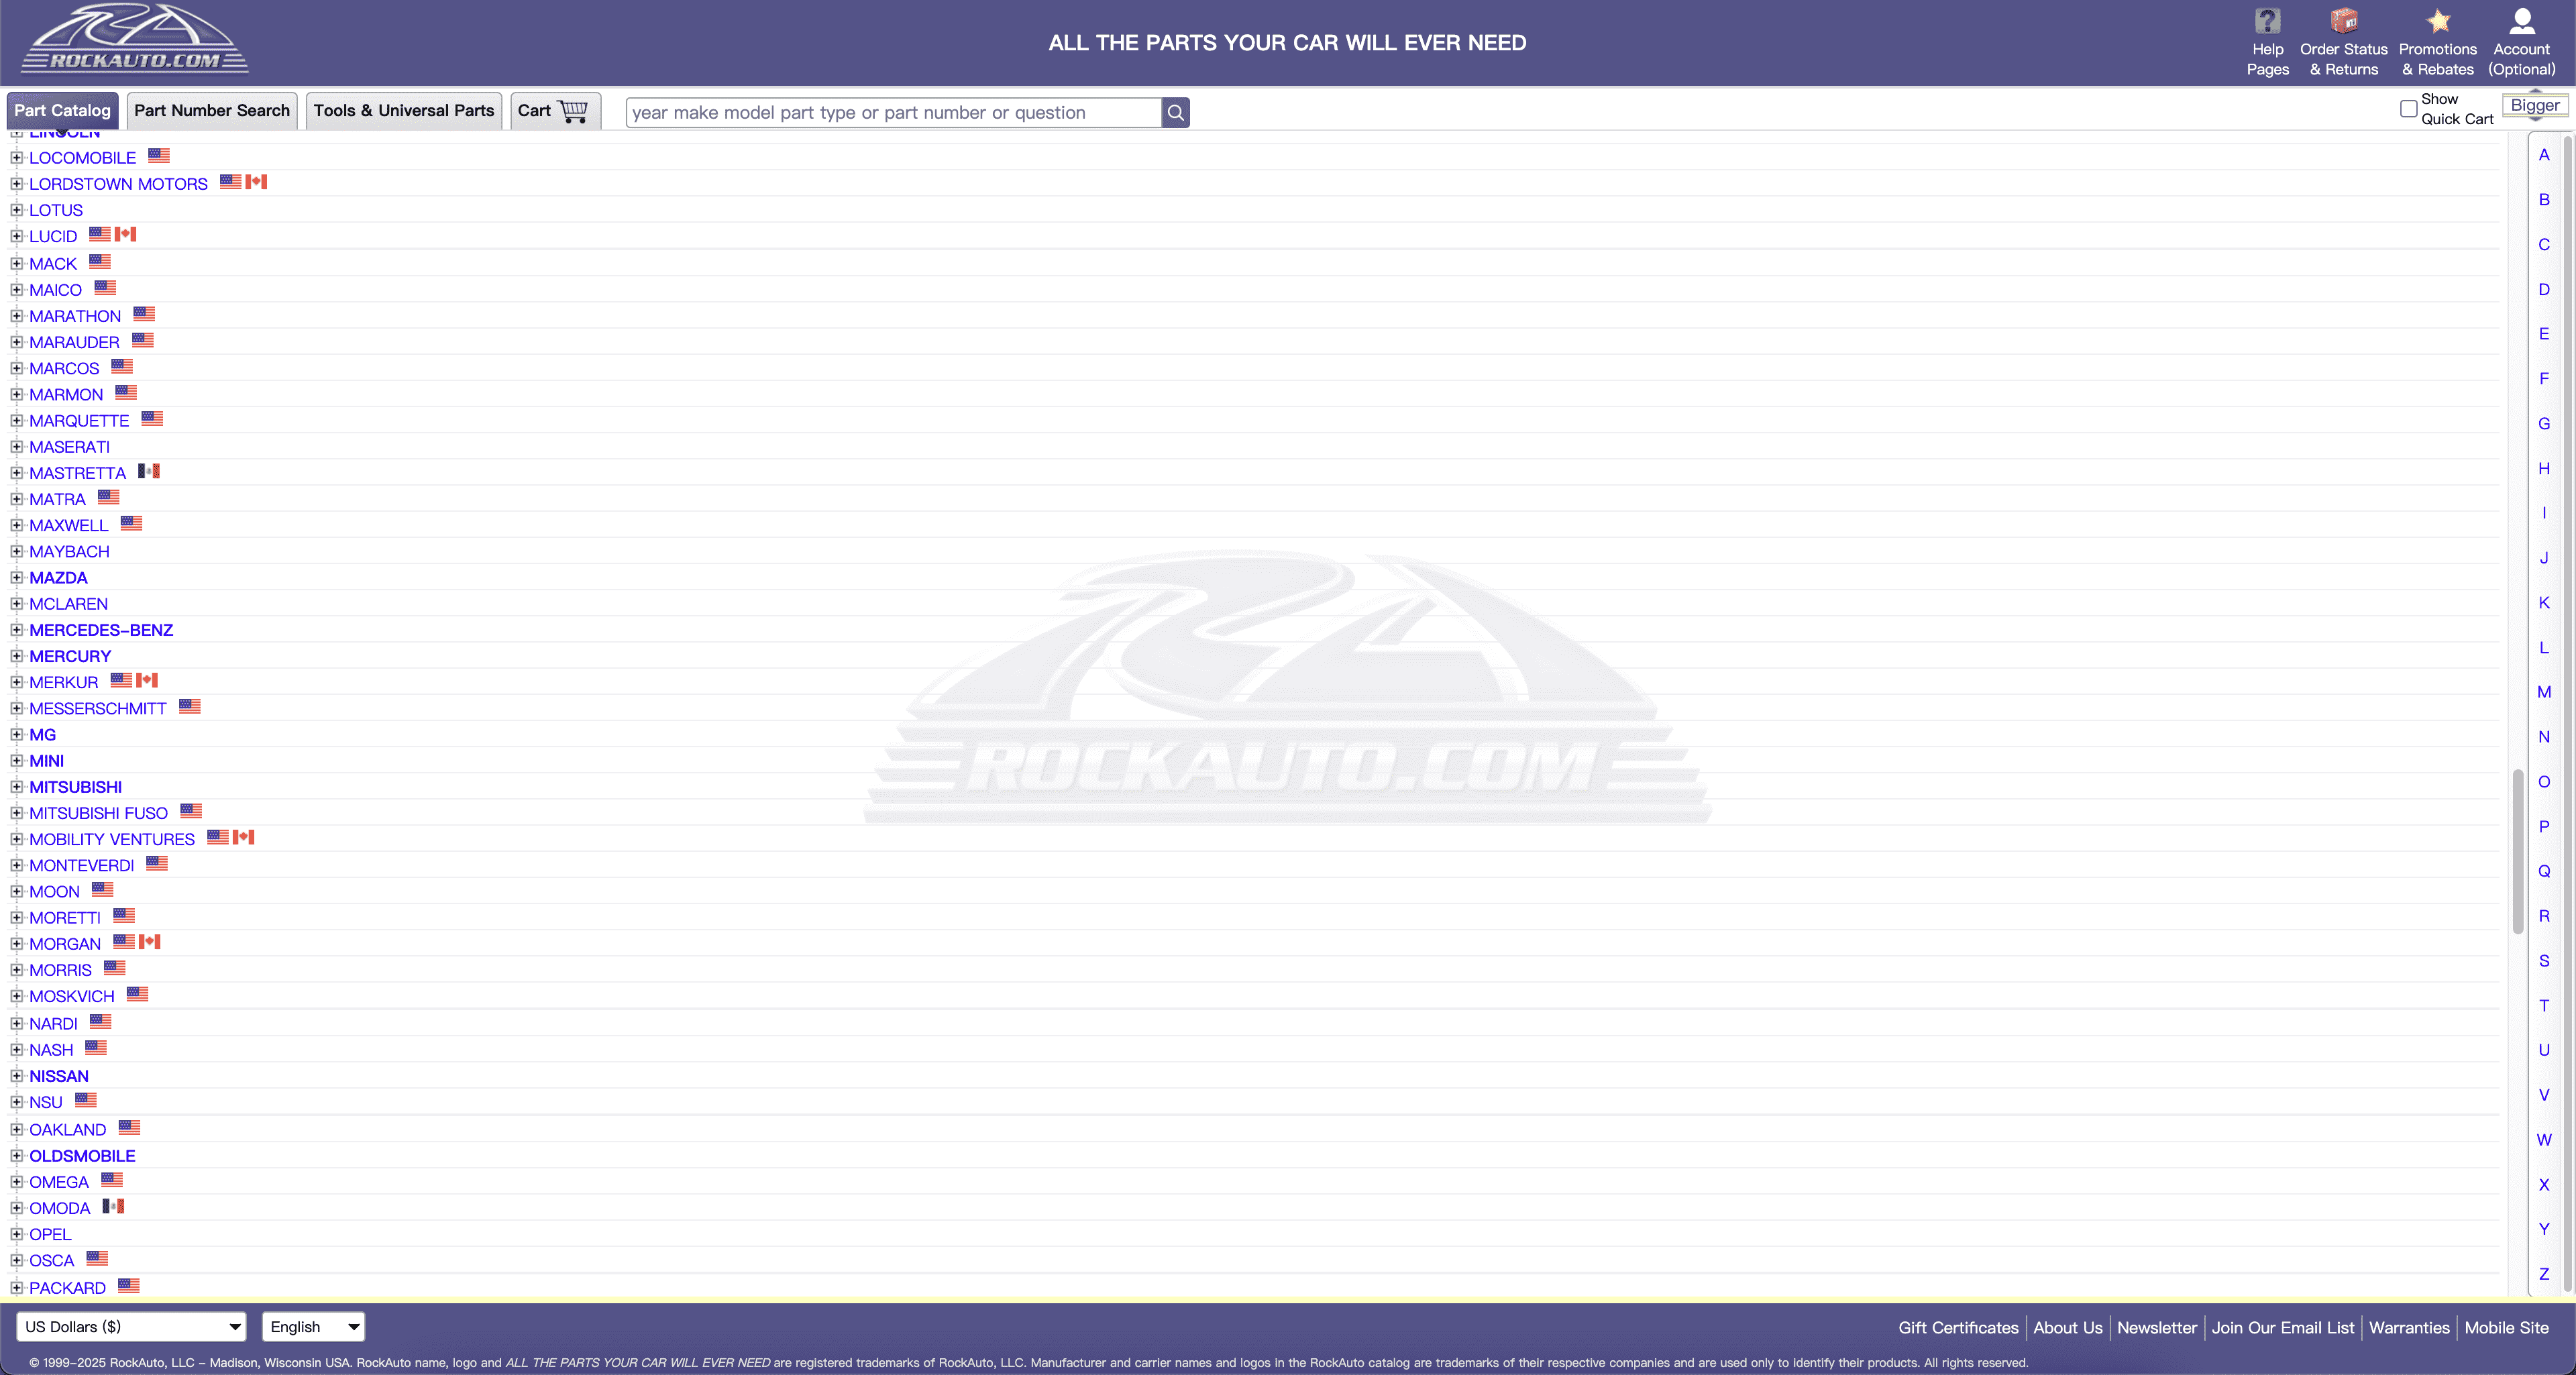 ROCKAUTO.COM
ALL THE PARTS YOUR CAR WILL EVER NEED
Help Pages
Order Status & Returns
Promotions & Rebates
Account (Optional)
Part Catalog
Part Number Search
Tools & Universal Parts
Cart
year make model part type or part number or question
Show Quick Cart
Bigger
LINCOLN
LOCOMOBILE
LORDSTOWN MOTORS
LOTUS
LUCID
MACK
MAICO
MARATHON
MARAUDER
MARCOS
MARMON
MARQUETTE
MASERATI
MASTRETTA
MATRA
MAXWELL
MAYBACH
MAZDA
MCLAREN
MERCEDES-BENZ
MERCURY
MERKUR
MESSERSCHMITT
MG
MINI
MITSUBISHI
MITSUBISHI FUSO
MOBILITY VENTURES
MONTEVERDI
MOON
MORETTI
MORGAN
MORRIS
MOSKVICH
NARDI
NASH
NISSAN
NSU
OAKLAND
OLDSMOBILE
OMEGA
OMODA
OPEL
OSCA
PACKARD
ROCKAUTO.COM
A
B
C
D
E
F
G
H
I
J
K
L
M
N
O
P
Q
R
S
T
U
V
W
X
Y
Z
US Dollars ($)
English
Gift Certificates
About Us
Newsletter
Join Our Email List
Warranties
Mobile Site
© 1999-2025 RockAuto, LLC - Madison, Wisconsin USA. RockAuto name, logo and ALL THE PARTS YOUR CAR WILL EVER NEED are registered trademarks of RockAuto, LLC. Manufacturer and carrier names and logos in the RockAuto catalog are trademarks of their respective companies and are used only to identify their products. All rights reserved.